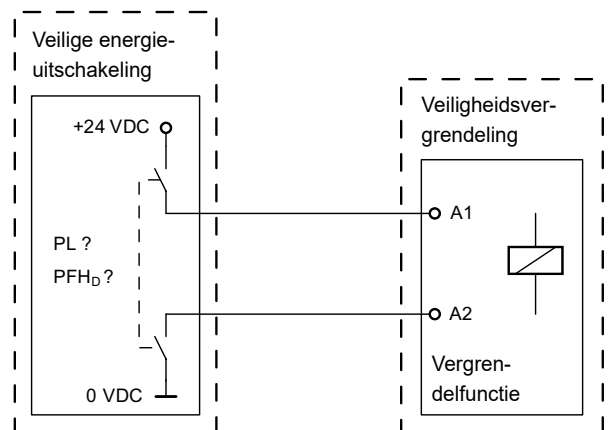 Veilige energie-
uitschakeling
+24 VDC
PL ?
PFHD ?
0 VDC
Veiligheidsver-
grendeling
A1
A2
Vergren-
delfunctie